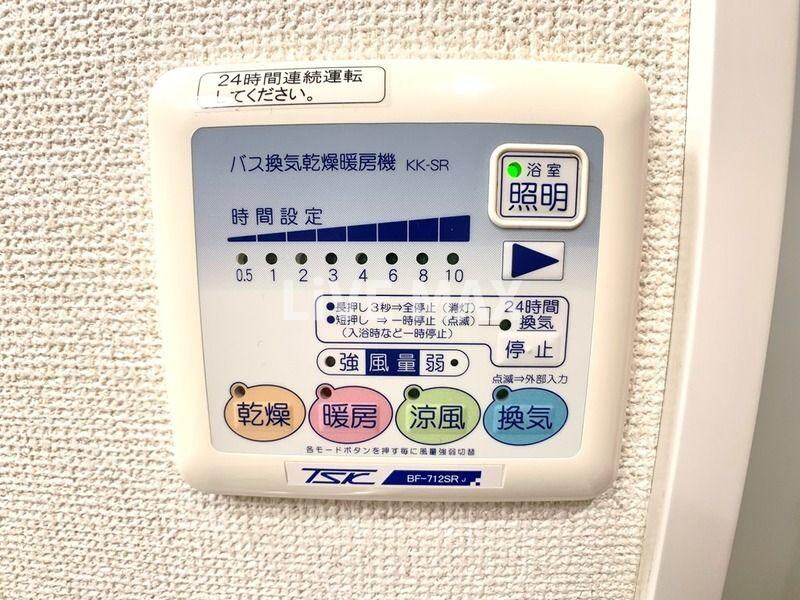 24時間連続運転
してください。
バス換気乾燥暖房機 KK-SR
浴室
照明
時間設定
0.5 1 2 3 4 6 8 10
LiVE MAX
●長押し3秒⇒全停止(消灯)
●短押し ⇒一時停止(点滅)
(入浴時など一時停止)
24時間
換気
停止
強 風量 弱
点滅⇒外部入力
乾燥 暖房 涼風 換気
各モードボタンを押す毎に風量強弱切替
TSK BF-712SR J